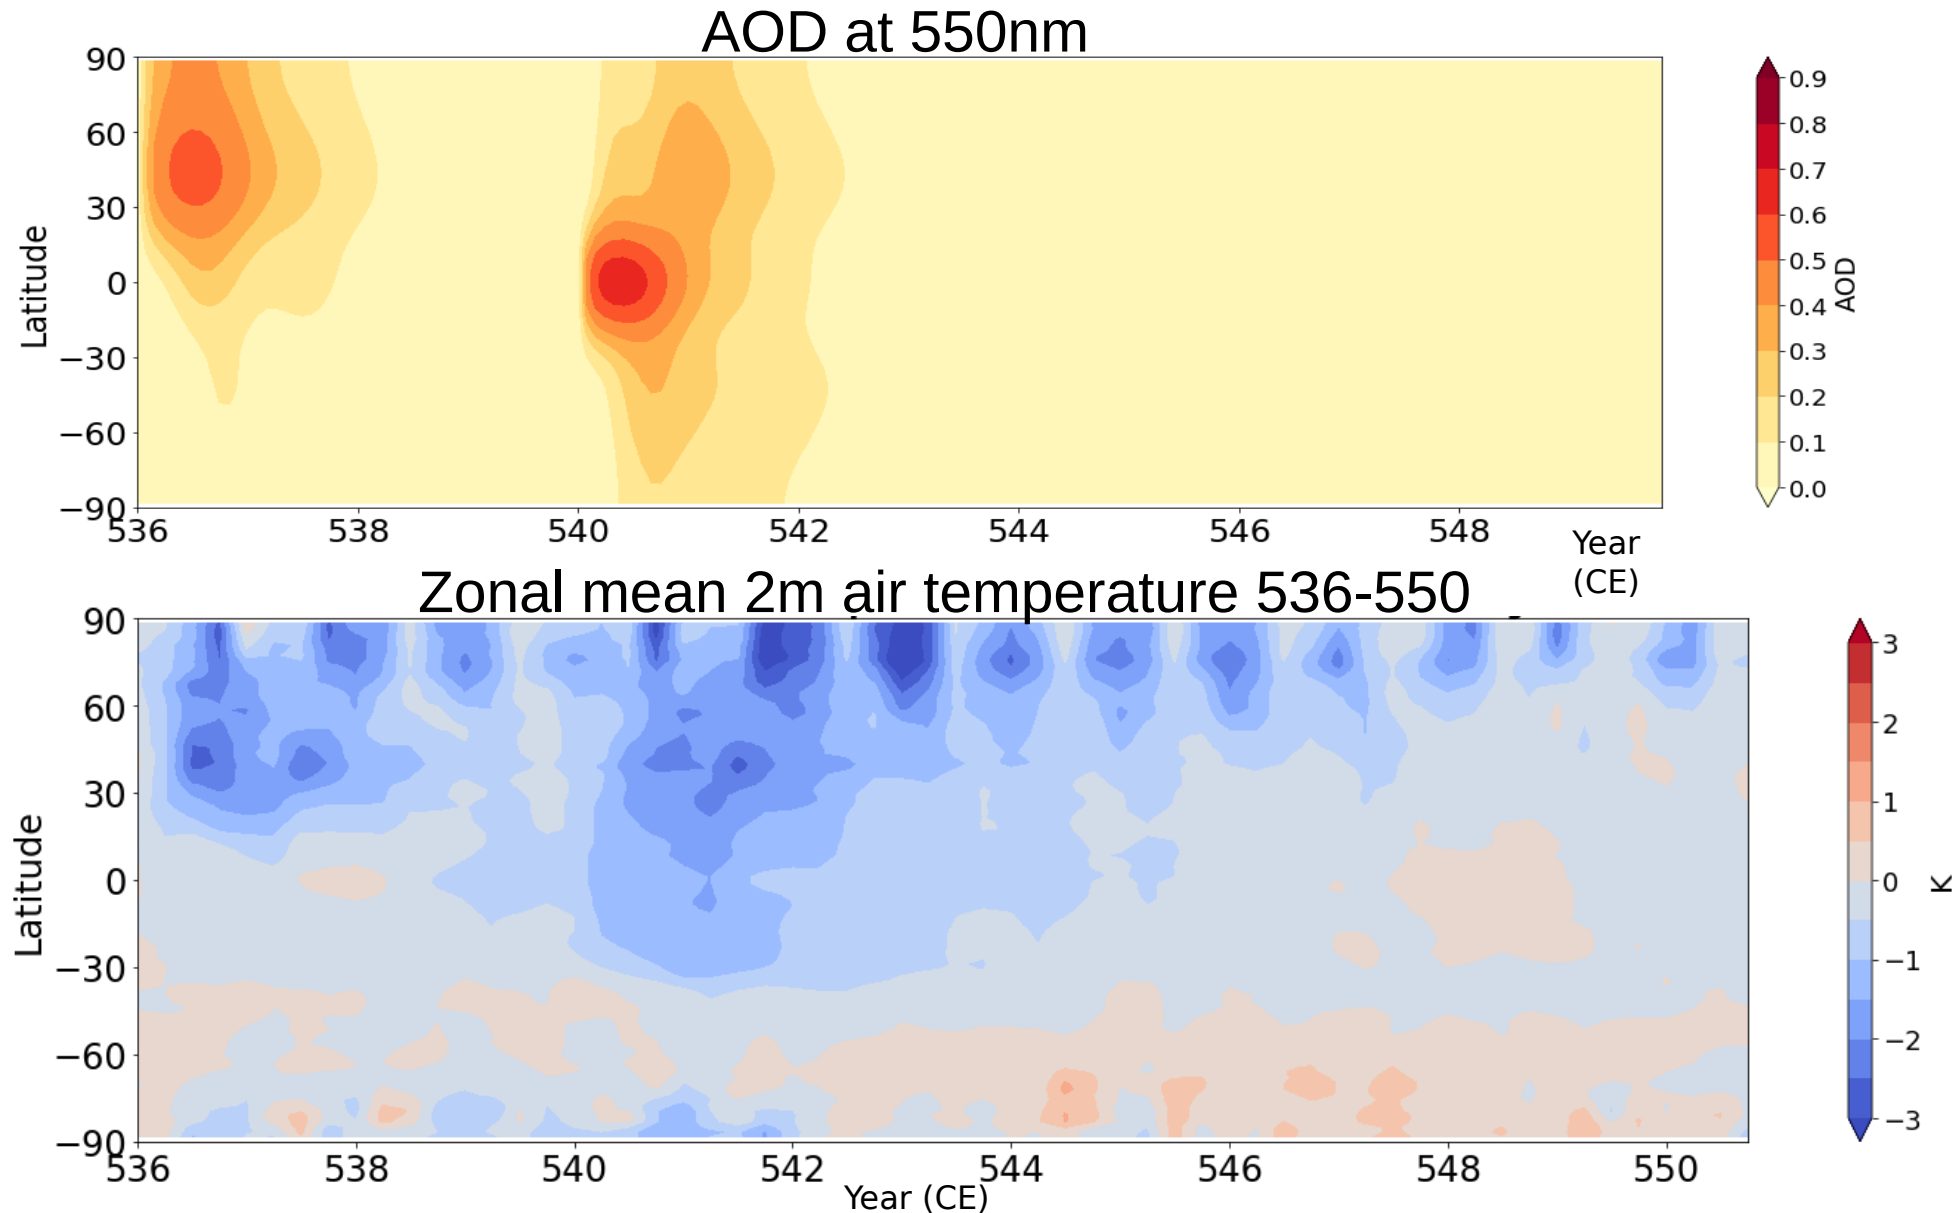 AOD at 550nm
90
60
30
0
−30
−60
−90
Latitude
536 538 540 542 544 546 548
Year
(CE)
0.9
0.8
0.7
0.6
0.5
0.4
0.3
0.2
0.1
0.0
AOD
Zonal mean 2m air temperature 536-550
90
60
30
0
−30
−60
−90
Latitude
536 538 540 542 544 546 548 550
Year (CE)
3
2
1
0
−1
−2
−3
K